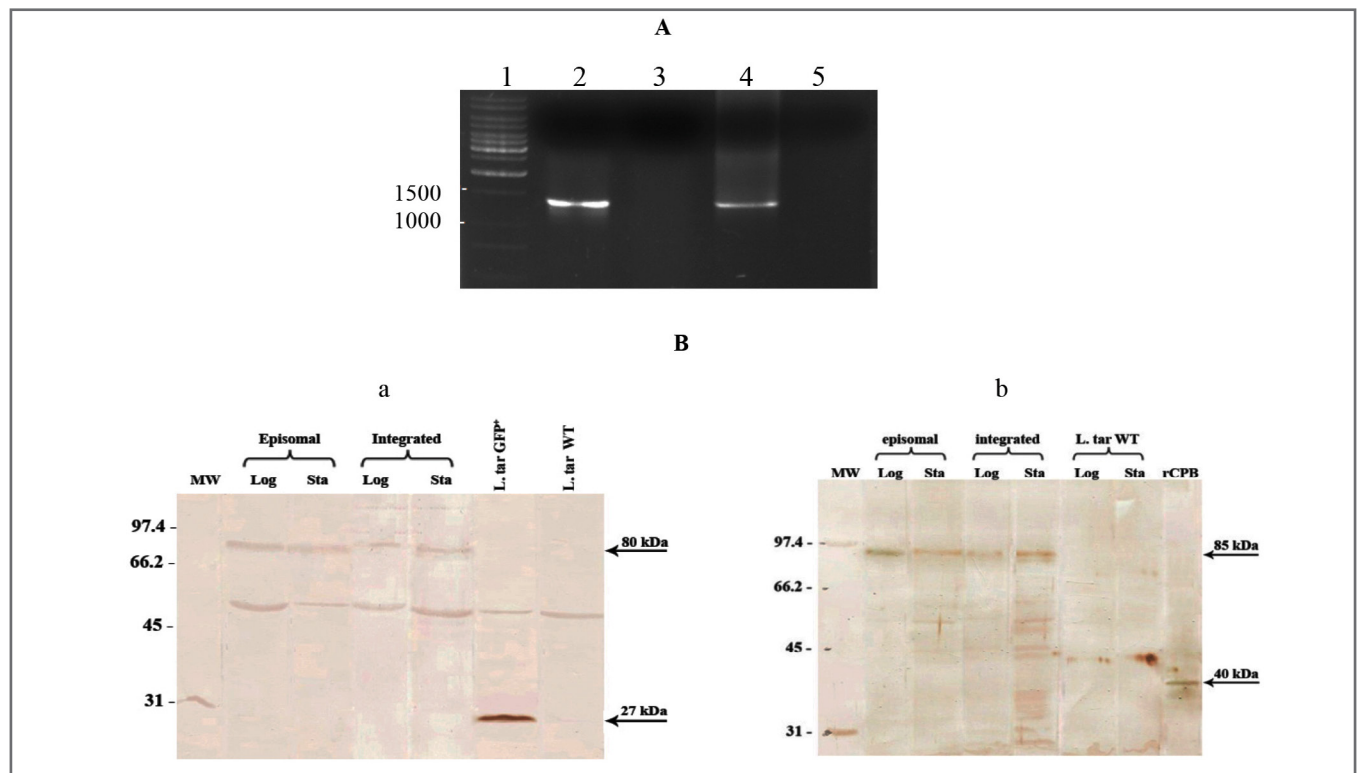 A
1 2 3 4 5
1500
1000
B
a
Episomal Integrated L. tar GFP⁺ L. tar WT
MW Log Sta Log Sta
97.4 -
80 kDa
66.2 -
45 -
31 -
27 kDa
b
episomal integrated L. tar WT
MW Log Sta Log Sta Log Sta rCPB
97.4 -
85 kDa
66.2 -
45 -
40 kDa
31 -